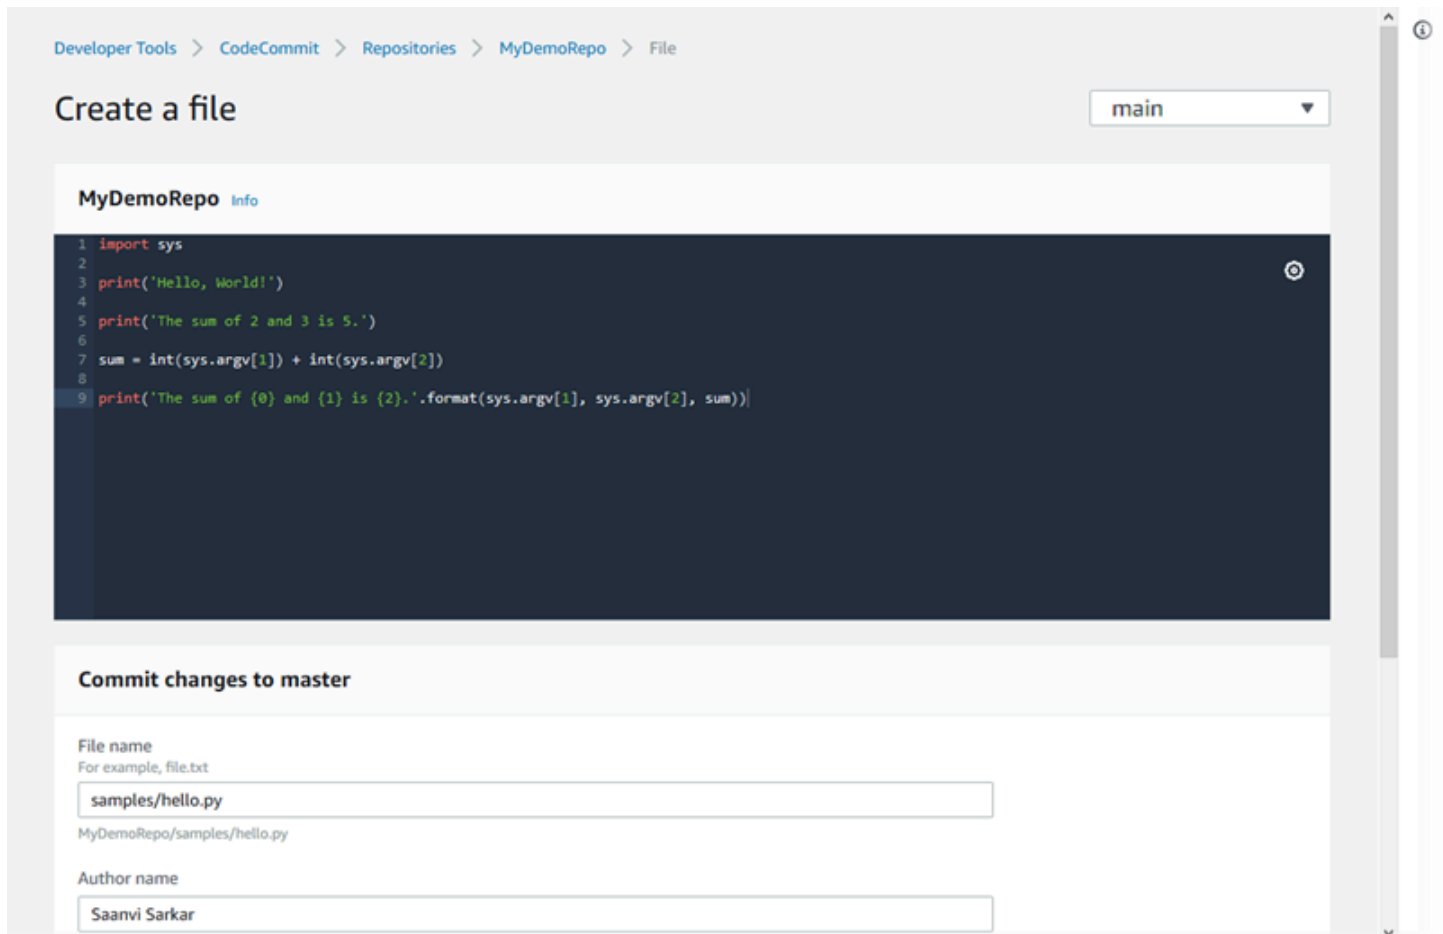 Developer Tools > CodeCommit > Repositories > MyDemoRepo > File
Create a file
main
MyDemoRepo Info
1 import sys
2
3 print('Hello, World!')
4
5 print('The sum of 2 and 3 is 5.')
6
7 sum = int(sys.argv[1]) + int(sys.argv[2])
8
9 print('The sum of {0} and {1} is {2}.'.format(sys.argv[1], sys.argv[2], sum))
Commit changes to master
File name
For example, file.txt
samples/hello.py
MyDemoRepo/samples/hello.py
Author name
Saanvi Sarkar